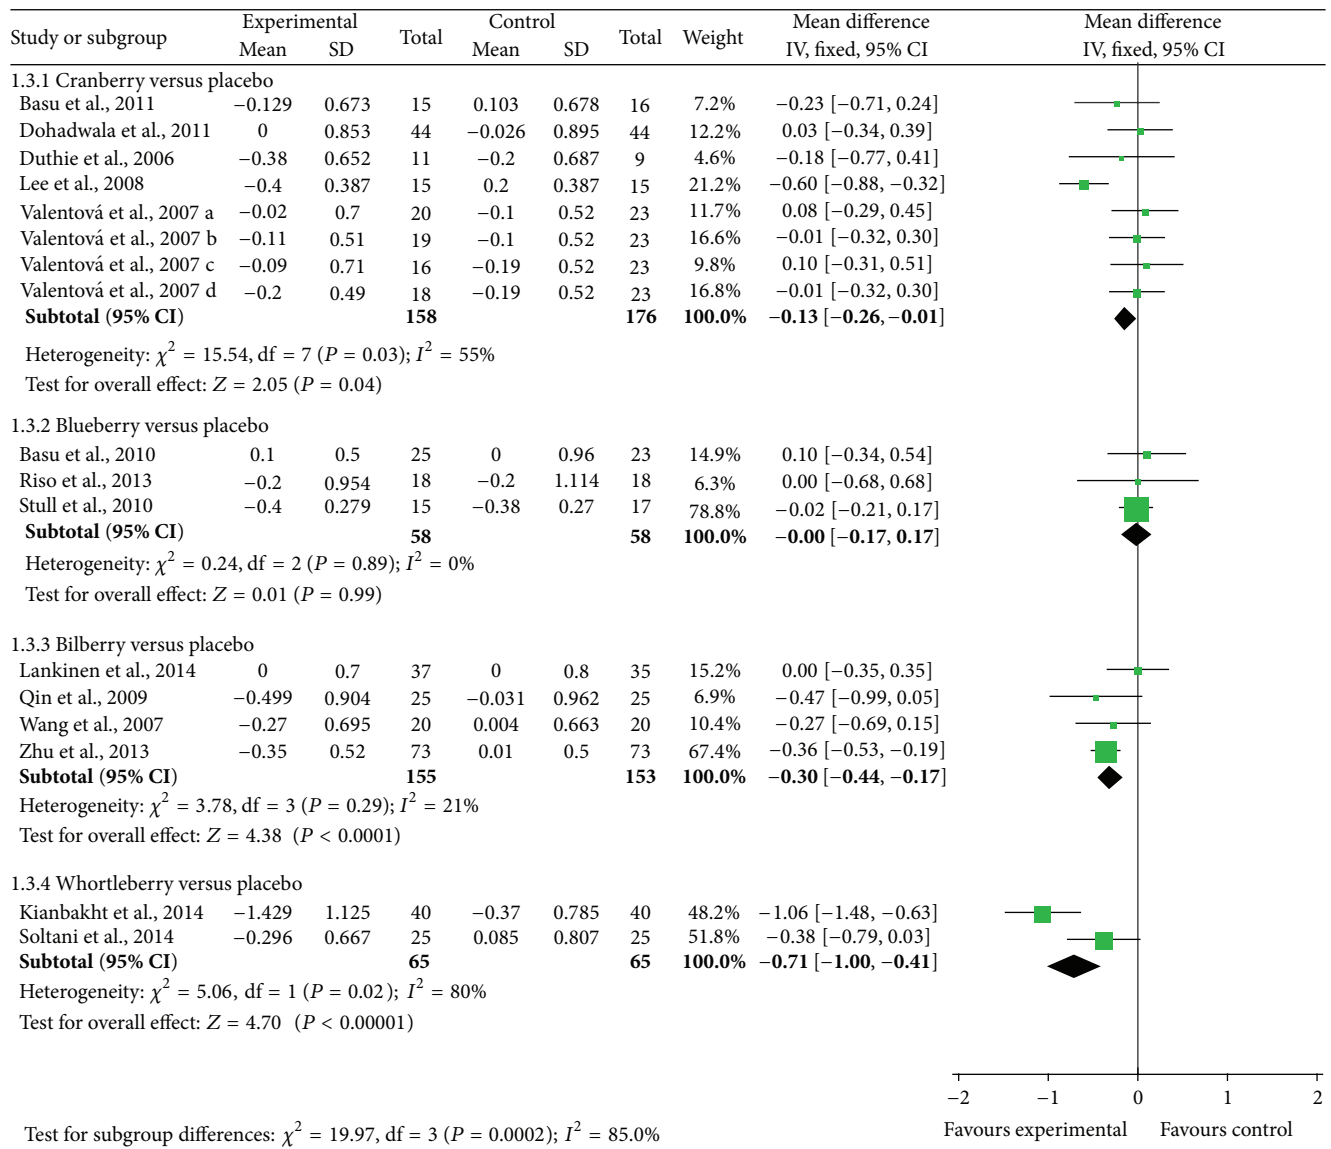 Study or subgroup Experimental Total Control Total Weight Mean difference Mean difference
Mean SD Mean SD IV, fixed, 95% CI IV, fixed, 95% CI
1.3.1 Cranberry versus placebo
Basu et al., 2011 −0.129 0.673 15 0.103 0.678 16 7.2% −0.23 [−0.71, 0.24]
Dohadwala et al., 2011 0 0.853 44 −0.026 0.895 44 12.2% 0.03 [−0.34, 0.39]
Duthie et al., 2006 −0.38 0.652 11 −0.2 0.687 9 4.6% −0.18 [−0.77, 0.41]
Lee et al., 2008 −0.4 0.387 15 0.2 0.387 15 21.2% −0.60 [−0.88, −0.32]
Valentová et al., 2007 a −0.02 0.7 20 −0.1 0.52 23 11.7% 0.08 [−0.29, 0.45]
Valentová et al., 2007 b −0.11 0.51 19 −0.1 0.52 23 16.6% −0.01 [−0.32, 0.30]
Valentová et al., 2007 c −0.09 0.71 16 −0.19 0.52 23 9.8% 0.10 [−0.31, 0.51]
Valentová et al., 2007 d −0.2 0.49 18 −0.19 0.52 23 16.8% −0.01 [−0.32, 0.30]
Subtotal (95% CI) 158 176 100.0% −0.13 [−0.26, −0.01]
Heterogeneity: χ² = 15.54, df = 7 (P = 0.03); I² = 55%
Test for overall effect: Z = 2.05 (P = 0.04)
1.3.2 Blueberry versus placebo
Basu et al., 2010 0.1 0.5 25 0 0.96 23 14.9% 0.10 [−0.34, 0.54]
Riso et al., 2013 −0.2 0.954 18 −0.2 1.114 18 6.3% 0.00 [−0.68, 0.68]
Stull et al., 2010 −0.4 0.279 15 −0.38 0.27 17 78.8% −0.02 [−0.21, 0.17]
Subtotal (95% CI) 58 58 100.0% −0.00 [−0.17, 0.17]
Heterogeneity: χ² = 0.24, df = 2 (P = 0.89); I² = 0%
Test for overall effect: Z = 0.01 (P = 0.99)
1.3.3 Bilberry versus placebo
Lankinen et al., 2014 0 0.7 37 0 0.8 35 15.2% 0.00 [−0.35, 0.35]
Qin et al., 2009 −0.499 0.904 25 −0.031 0.962 25 6.9% −0.47 [−0.99, 0.05]
Wang et al., 2007 −0.27 0.695 20 0.004 0.663 20 10.4% −0.27 [−0.69, 0.15]
Zhu et al., 2013 −0.35 0.52 73 0.01 0.5 73 67.4% −0.36 [−0.53, −0.19]
Subtotal (95% CI) 155 153 100.0% −0.30 [−0.44, −0.17]
Heterogeneity: χ² = 3.78, df = 3 (P = 0.29); I² = 21%
Test for overall effect: Z = 4.38 (P < 0.0001)
1.3.4 Whortleberry versus placebo
Kianbakht et al., 2014 −1.429 1.125 40 −0.37 0.785 40 48.2% −1.06 [−1.48, −0.63]
Soltani et al., 2014 −0.296 0.667 25 0.085 0.807 25 51.8% −0.38 [−0.79, 0.03]
Subtotal (95% CI) 65 65 100.0% −0.71 [−1.00, −0.41]
Heterogeneity: χ² = 5.06, df = 1 (P = 0.02); I² = 80%
Test for overall effect: Z = 4.70 (P < 0.00001)
−2 −1 0 1 2
Favours experimental Favours control
Test for subgroup differences: χ² = 19.97, df = 3 (P = 0.0002); I² = 85.0%